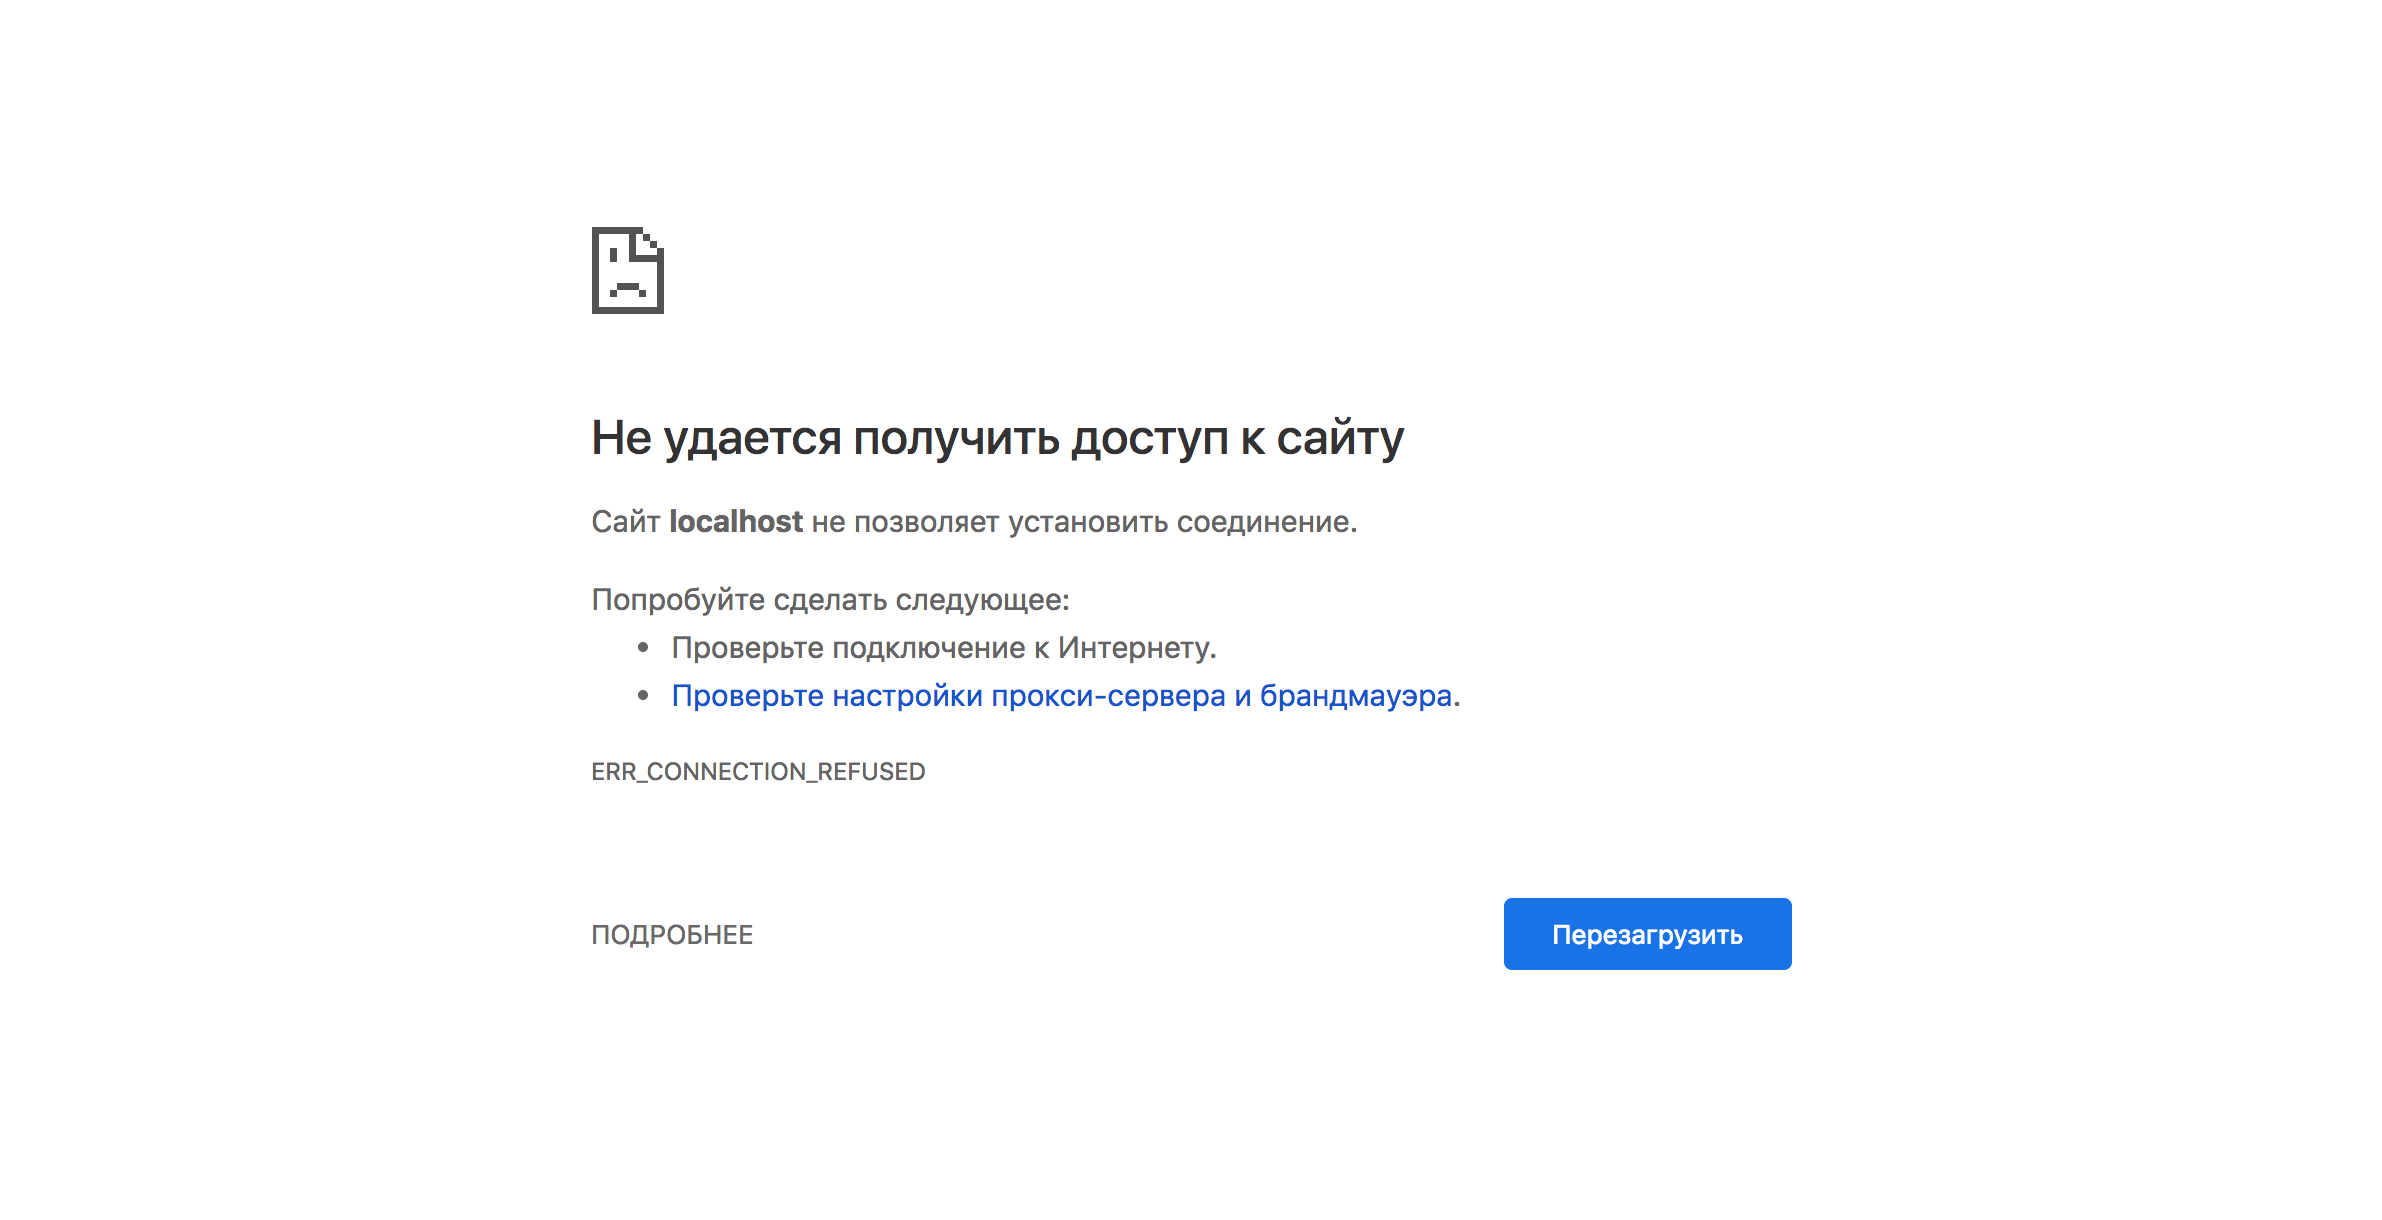 Не удается получить доступ к сайту
Сайт localhost не позволяет установить соединение.
Попробуйте сделать следующее:
• Проверьте подключение к Интернету.
• Проверьте настройки прокси-сервера и брандмауэра.
ERR_CONNECTION_REFUSED
ПОДРОБНЕЕ
Перезагрузить